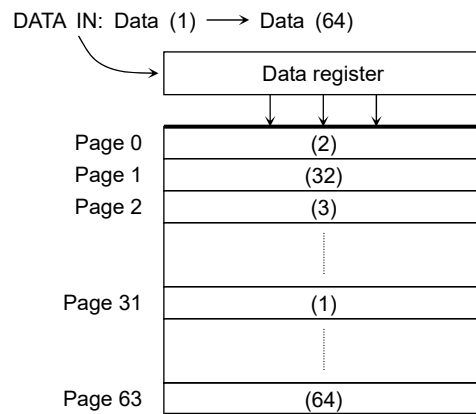 DATA IN: Data (1) → Data (64)
Data register
Page 0 (2)
Page 1 (32)
Page 2 (3)
Page 31 (1)
Page 63 (64)